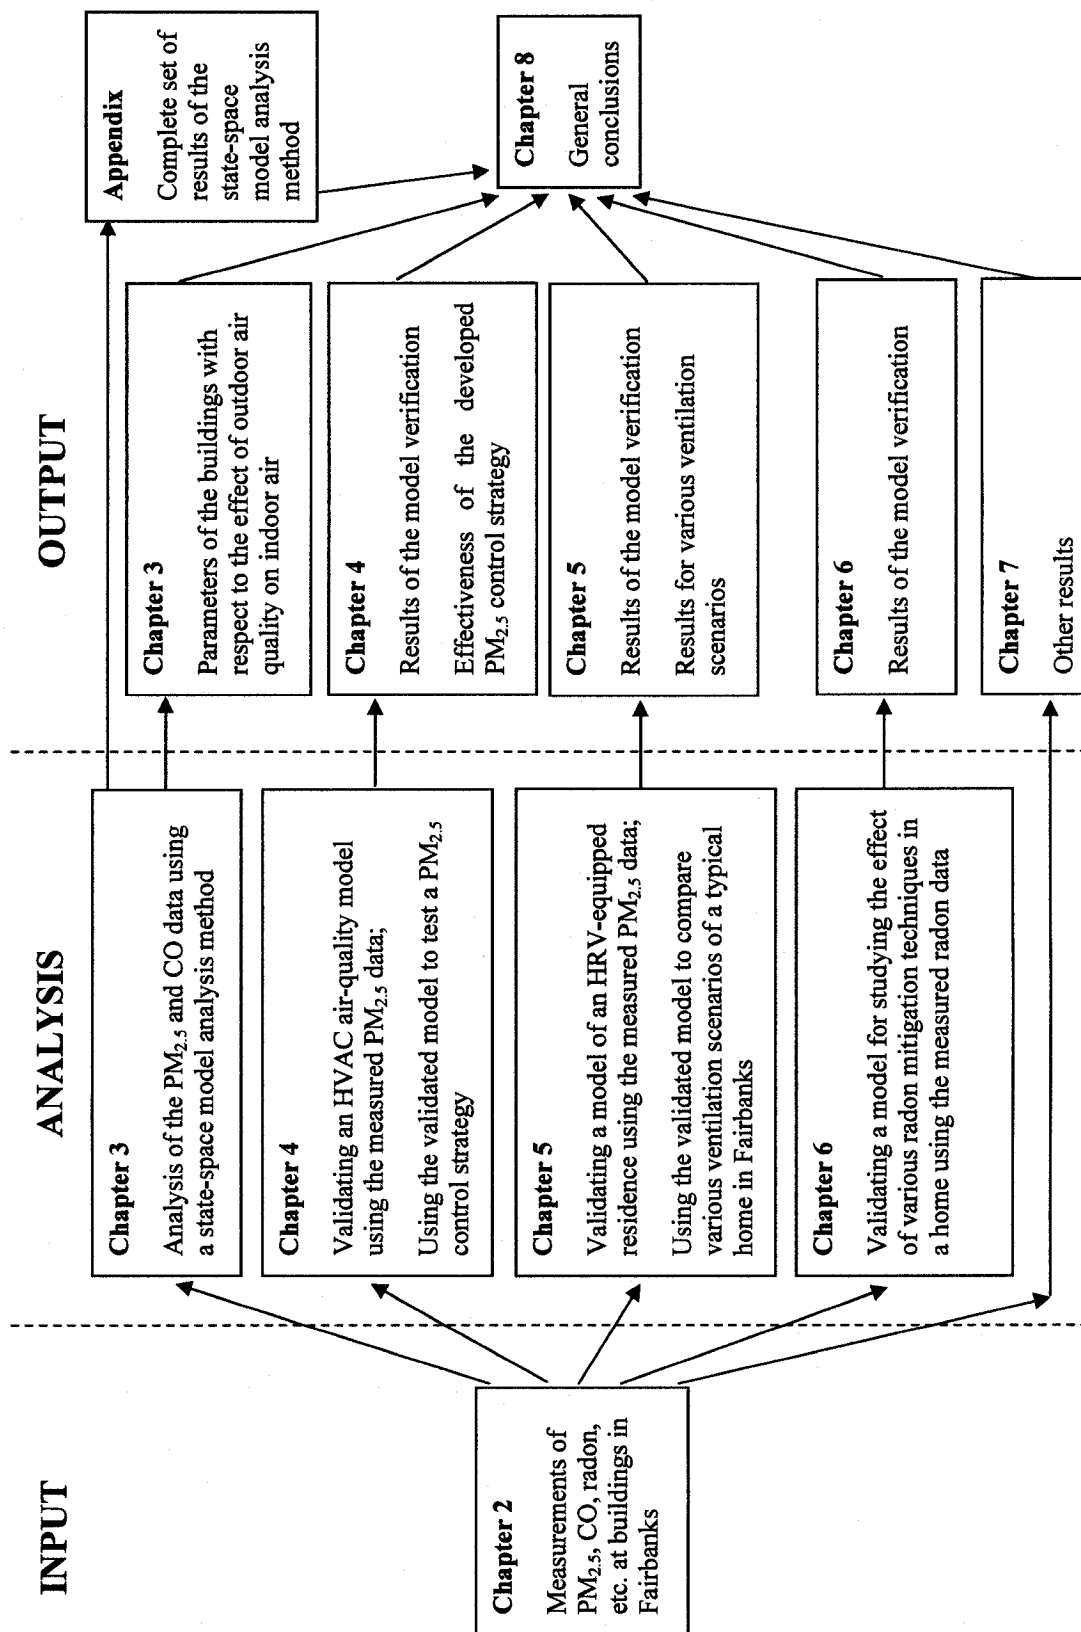 INPUT
ANALYSIS
OUTPUT
Chapter 2
Measurements of
PM2.5, CO, radon,
etc. at buildings in
Fairbanks
Chapter 3
Analysis of the PM2.5 and CO data using
a state-space model analysis method
Chapter 4
Validating an HVAC air-quality model
using the measured PM2.5 data;
Using the validated model to test a PM2.5
control strategy
Chapter 5
Validating a model of an HRV-equipped
residence using the measured PM2.5 data;
Using the validated model to compare
various ventilation scenarios of a typical
home in Fairbanks
Chapter 6
Validating a model for studying the effect
of various radon mitigation techniques in
a home using the measured radon data
Chapter 3
Parameters of the buildings with
respect to the effect of outdoor air
quality on indoor air
Chapter 4
Results of the model verification
Effectiveness of the developed
PM2.5 control strategy
Chapter 5
Results of the model verification
Results for various ventilation
scenarios
Chapter 6
Results of the model verification
Chapter 7
Other results
Appendix
Complete set of
results of the
state-space
model analysis
method
Chapter 8
General
conclusions